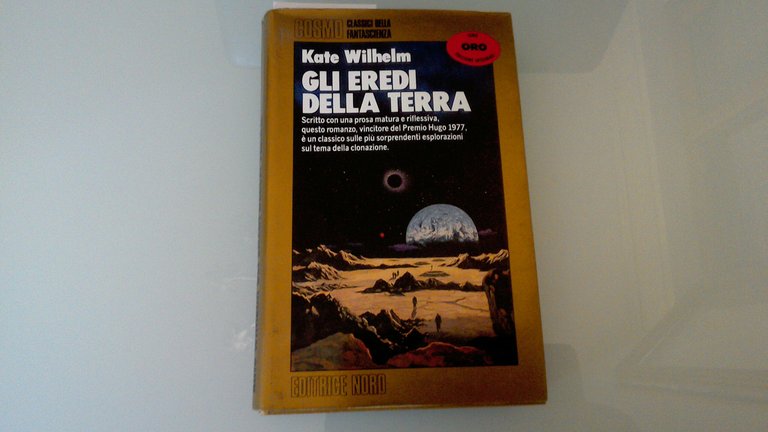 COSMO CLASSICI DELLA
FANTASCIENZA
ORO
Kate Wilhelm
GLI EREDI
DELLA TERRA
Scritto con una prosa matura e riflessiva,
questo romanzo, vincitore del Premio Hugo 1977,
è un classico sulle più sorprendenti esplorazioni
sul tema della clonazione.
EDITRICE NORD